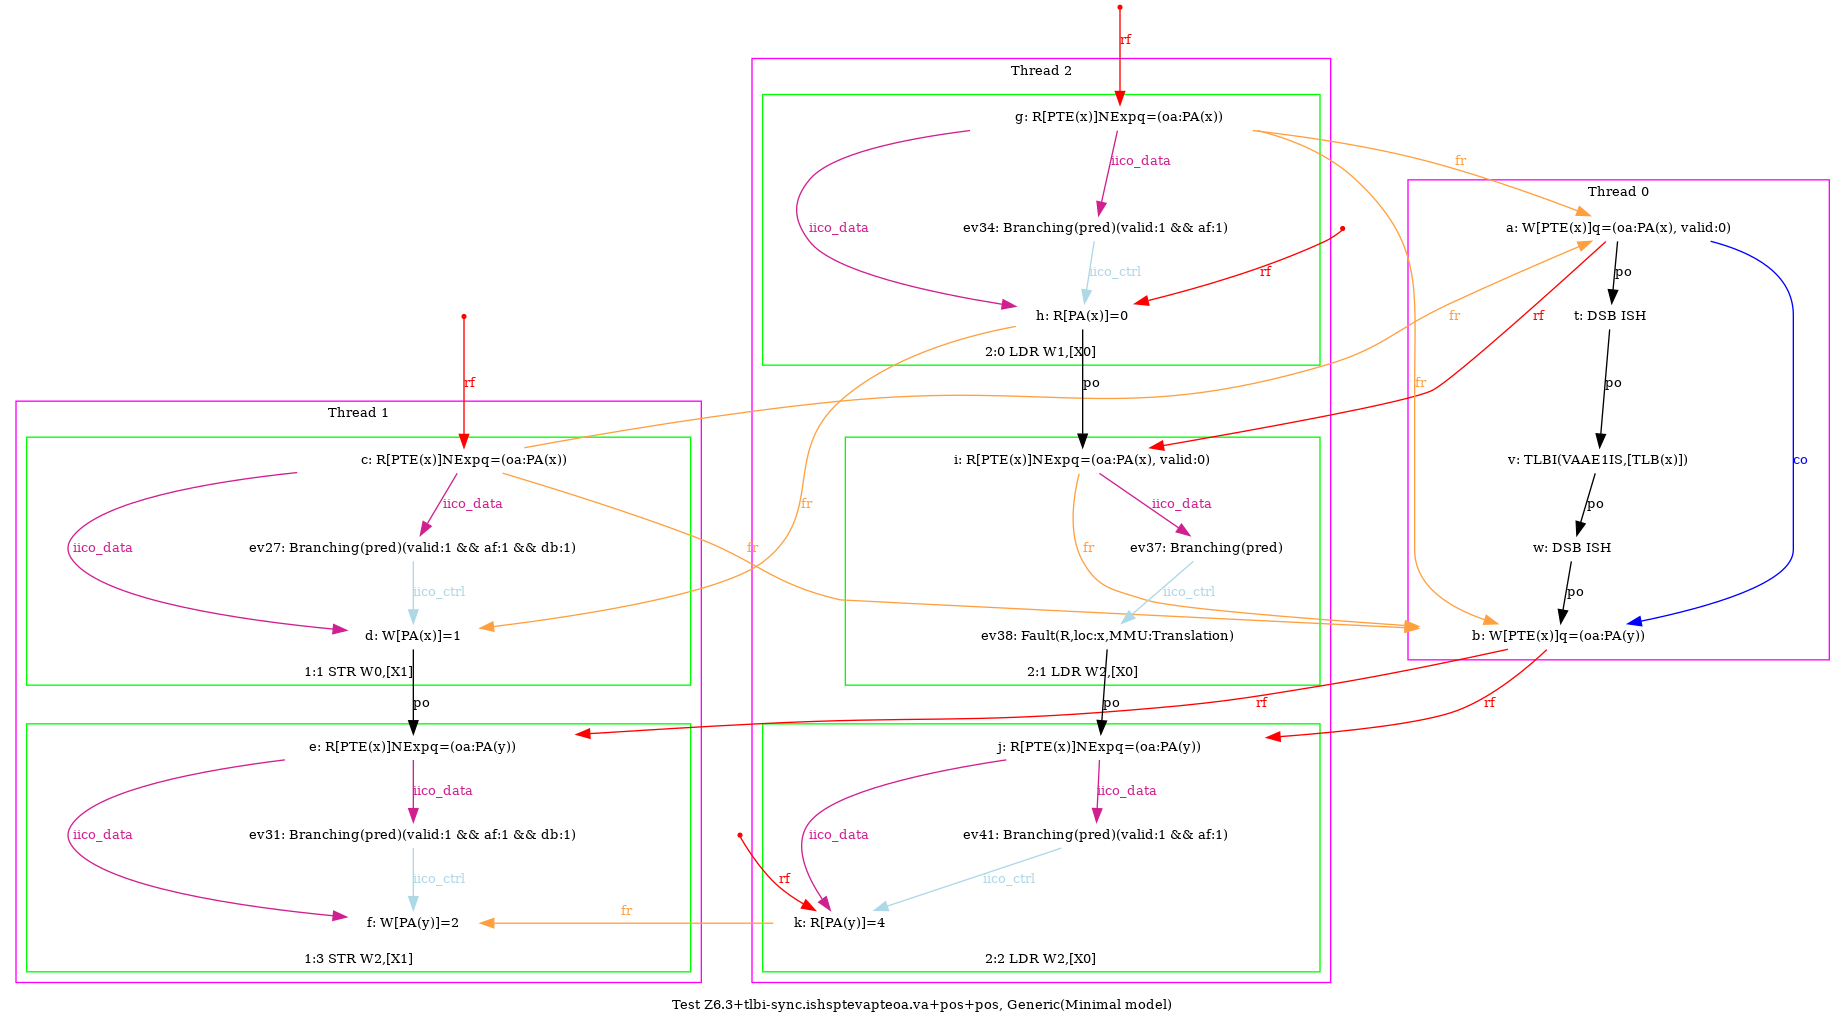 rf
Thread 2
g: R[PTE(x)]NExpq=(oa:PA(x))
iico_data
fr
Thread 0
iico_data
ev34: Branching(pred)(valid:1 && af:1)
a: W[PTE(x)]q=(oa:PA(x), valid:0)
iico_ctrl
rf
po
h: R[PA(x)]=0
fr
rf
t: DSB ISH
2:0 LDR W1,[X0]
rf
po
fr
po
Thread 1
c: R[PTE(x)]NExpq=(oa:PA(x))
i: R[PTE(x)]NExpq=(oa:PA(x), valid:0)
v: TLBI(VAAE1IS,[TLB(x)])
co
iico_data
fr
iico_data
po
iico_data
ev27: Branching(pred)(valid:1 && af:1 && db:1)
fr
fr
ev37: Branching(pred)
w: DSB ISH
iico_ctrl
iico_ctrl
po
d: W[PA(x)]=1
ev38: Fault(R,loc:x,MMU:Translation)
b: W[PTE(x)]q=(oa:PA(y))
1:1 STR W0,[X1]
2:1 LDR W2,[X0]
po
po
rf
rf
e: R[PTE(x)]NExpq=(oa:PA(y))
j: R[PTE(x)]NExpq=(oa:PA(y))
iico_data
iico_data
iico_data
ev31: Branching(pred)(valid:1 && af:1 && db:1)
iico_data
ev41: Branching(pred)(valid:1 && af:1)
iico_ctrl
rf
iico_ctrl
fr
f: W[PA(y)]=2
k: R[PA(y)]=4
1:3 STR W2,[X1]
2:2 LDR W2,[X0]
Test Z6.3+tlbi-sync.ishsptevapteoa.va+pos+pos, Generic(Minimal model)